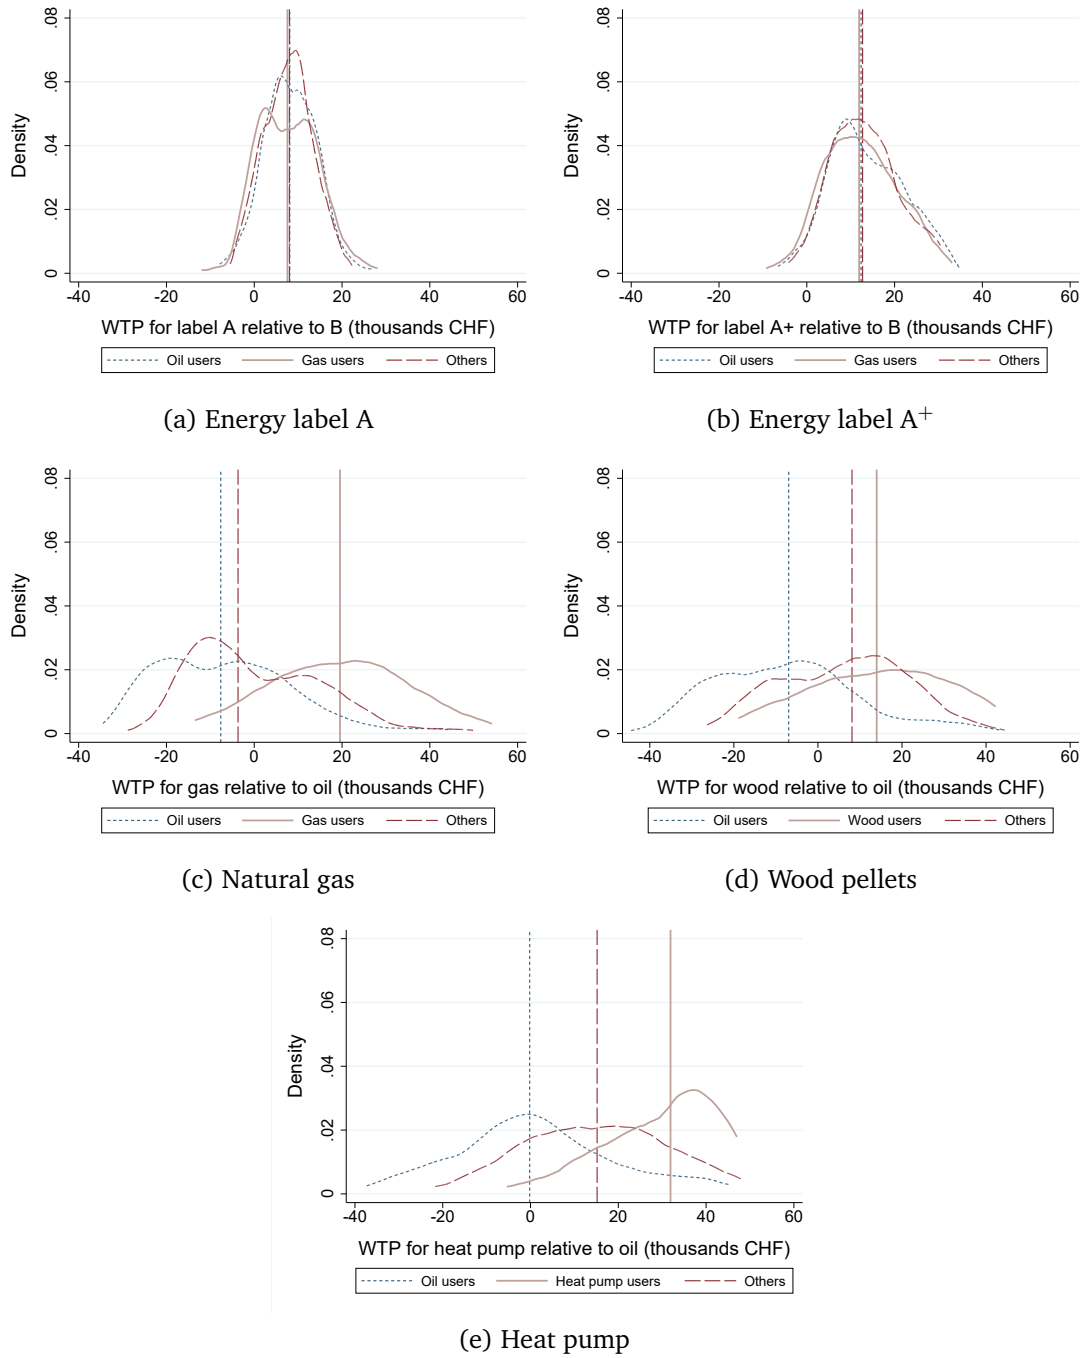 .08
.06
.04
.02
0
Density
-40 -20 0 20 40 60
WTP for label A relative to B (thousands CHF)
Oil users Gas users Others
(a) Energy label A
.08
.06
.04
.02
0
Density
-40 -20 0 20 40 60
WTP for label A+ relative to B (thousands CHF)
Oil users Gas users Others
(b) Energy label A⁺
.08
.06
.04
.02
0
Density
-40 -20 0 20 40 60
WTP for gas relative to oil (thousands CHF)
Oil users Gas users Others
(c) Natural gas
.08
.06
.04
.02
0
Density
-40 -20 0 20 40 60
WTP for wood relative to oil (thousands CHF)
Oil users Wood users Others
(d) Wood pellets
.08
.06
.04
.02
0
Density
-40 -20 0 20 40 60
WTP for heat pump relative to oil (thousands CHF)
Oil users Heat pump users Others
(e) Heat pump